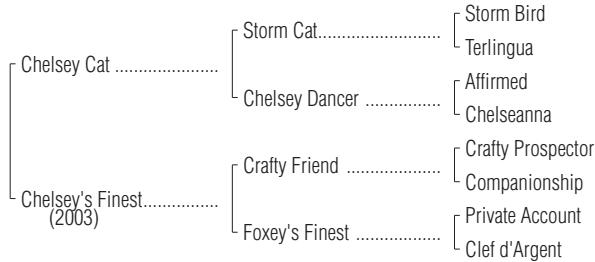 Storm Bird
Storm Cat.......................
Terlingua
Chelsey Cat ....................
Affirmed
Chelsey Dancer ..............
Chelseanna
Crafty Prospector
Crafty Friend .................
Companionship
Chelsey's Finest..............
(2003)
Private Account
Foxey's Finest ................
Clef d'Argent